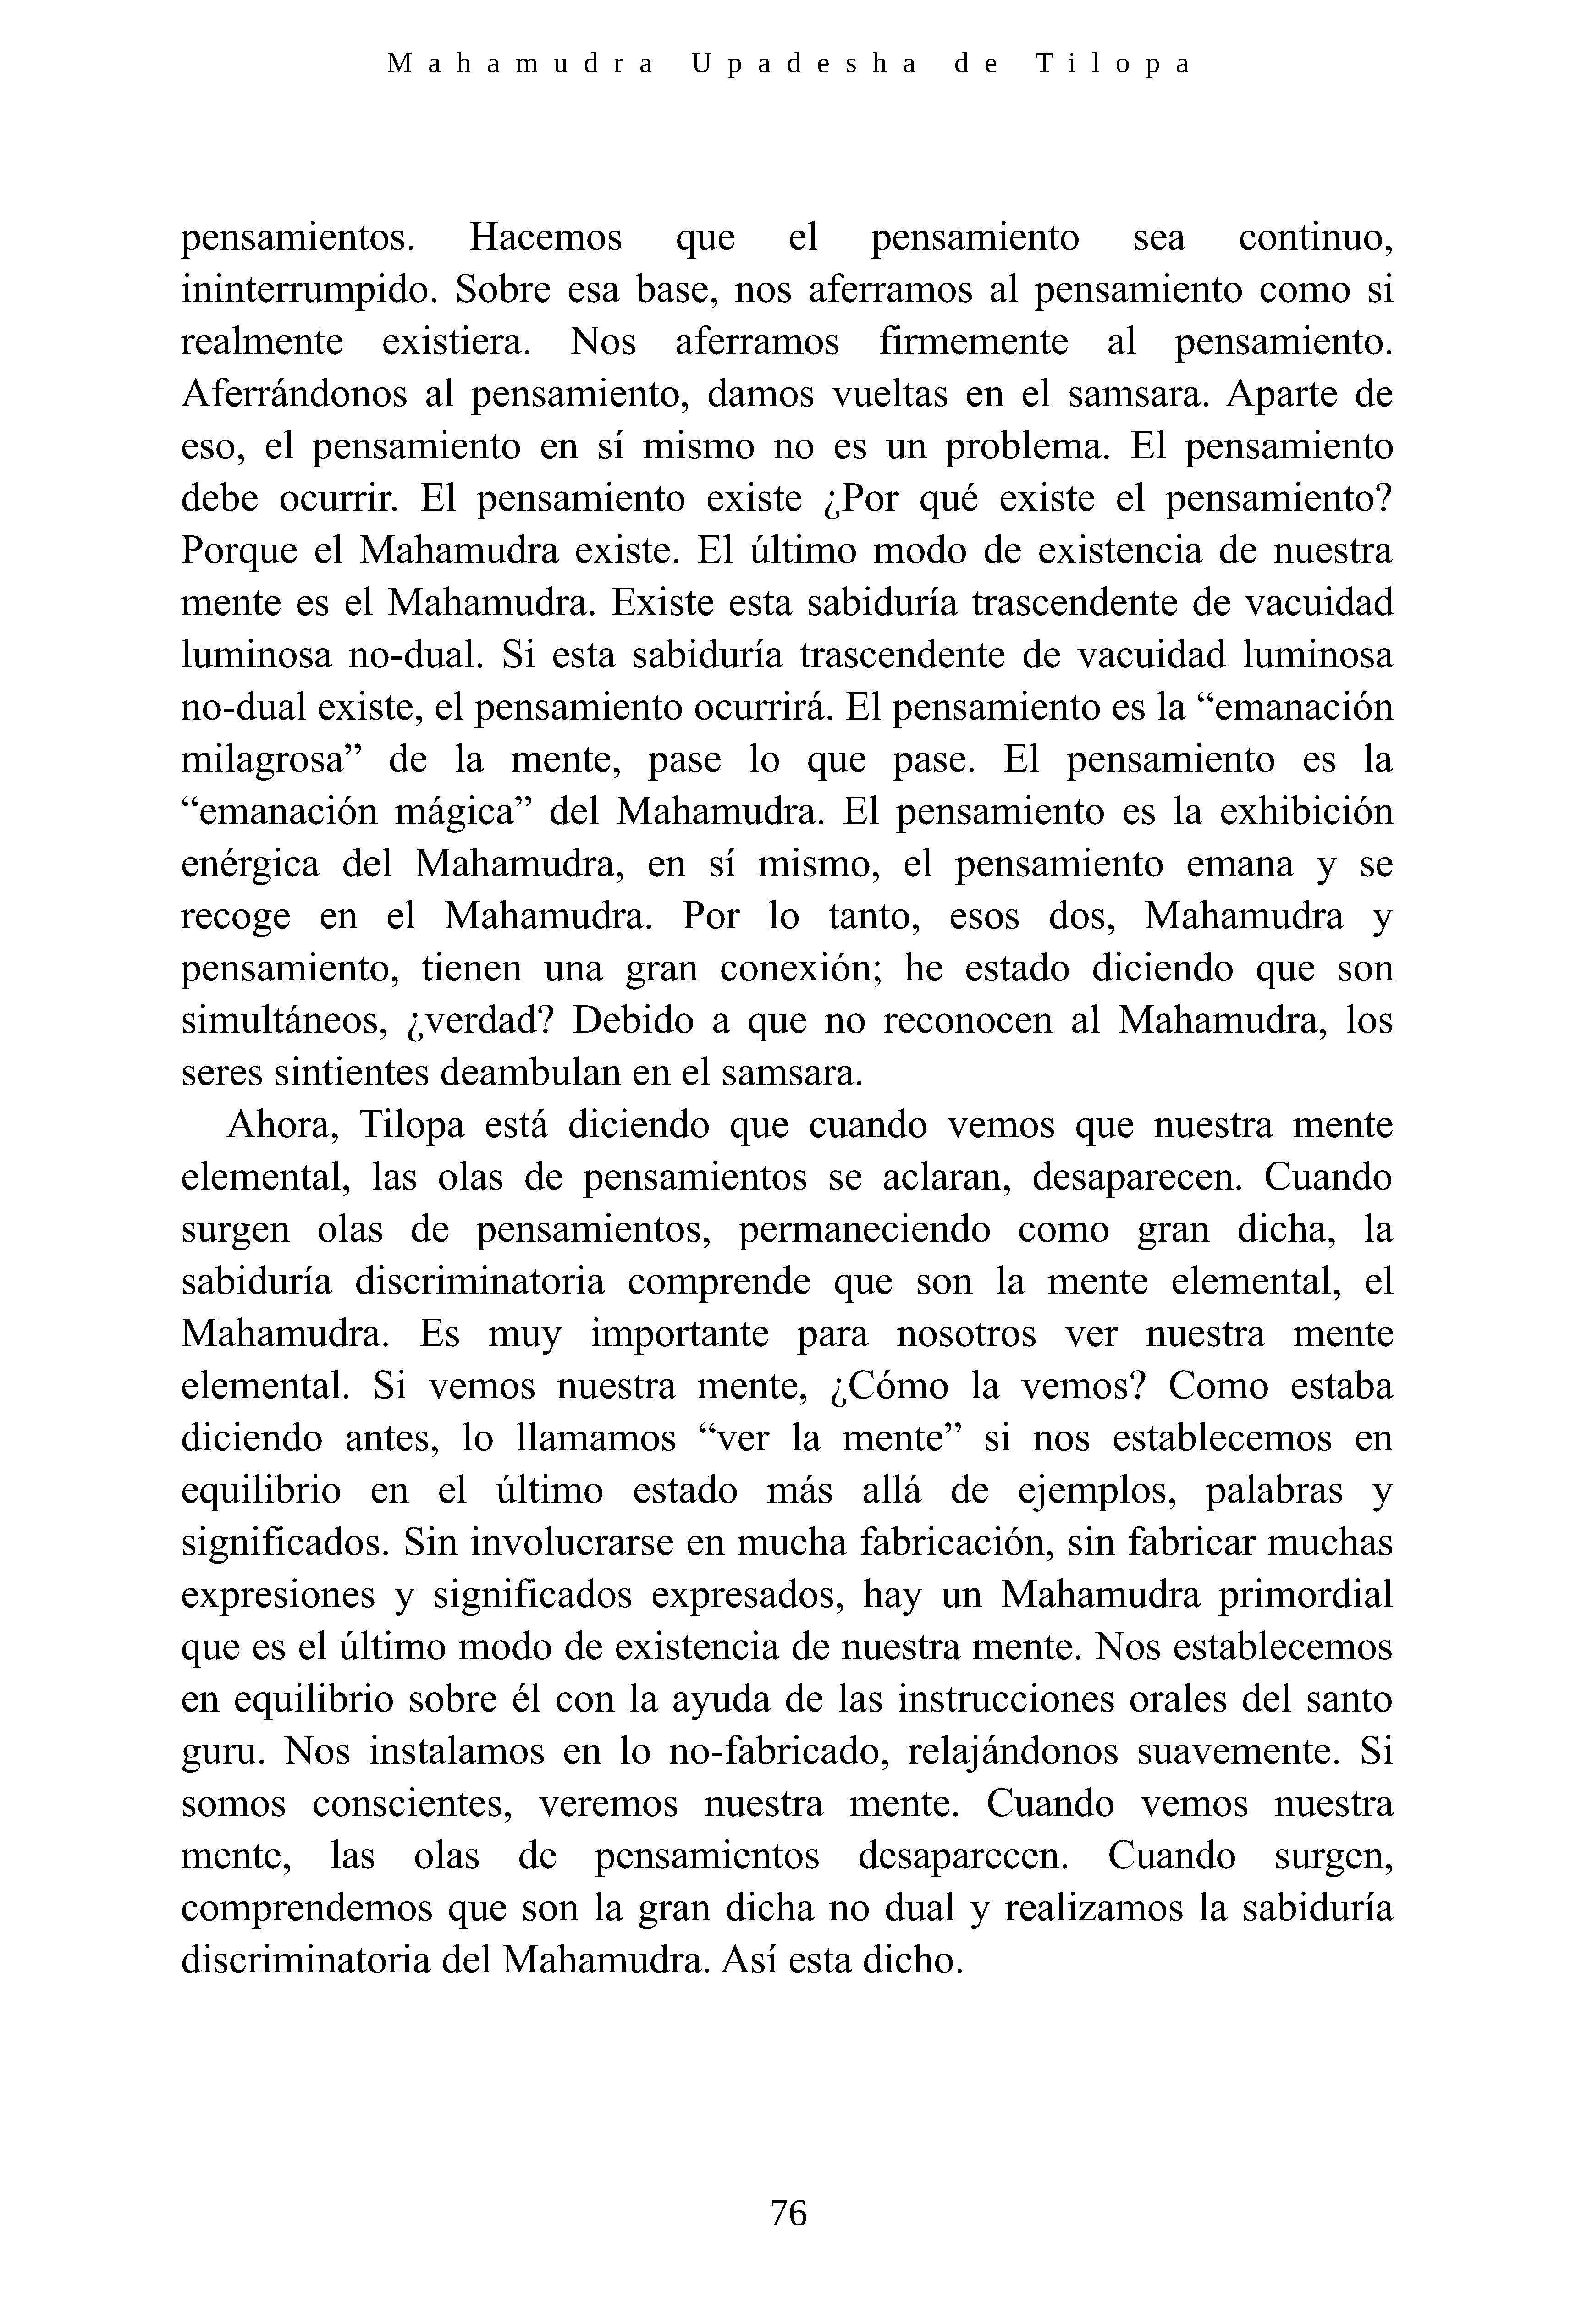 Mahamudra Upadesha de Tilopa
pensamientos. Hacemos que el pensamiento sea continuo,
ininterrumpido. Sobre esa base, nos aferramos al pensamiento como si
realmente existiera. Nos aferramos firmemente al pensamiento.
Aferrándonos al pensamiento, damos vueltas en el samsara. Aparte de
eso, el pensamiento en sí mismo no es un problema. El pensamiento
debe ocurrir. El pensamiento existe ¿Por qué existe el pensamiento?
Porque el Mahamudra existe. El último modo de existencia de nuestra
mente es el Mahamudra. Existe esta sabiduría trascendente de vacuidad
luminosa no-dual. Si esta sabiduría trascendente de vacuidad luminosa
no-dual existe, el pensamiento ocurrirá. El pensamiento es la “emanación
milagrosa” de la mente, pase lo que pase. El pensamiento es la
“emanación mágica” del Mahamudra. El pensamiento es la exhibición
enérgica del Mahamudra, en sí mismo, el pensamiento emana y se
recoge en el Mahamudra. Por lo tanto, esos dos, Mahamudra y
pensamiento, tienen una gran conexión; he estado diciendo que son
simultáneos, ¿verdad? Debido a que no reconocen al Mahamudra, los
seres sintientes deambulan en el samsara.
Ahora, Tilopa está diciendo que cuando vemos que nuestra mente
elemental, las olas de pensamientos se aclaran, desaparecen. Cuando
surgen olas de pensamientos, permaneciendo como gran dicha, la
sabiduría discriminatoria comprende que son la mente elemental, el
Mahamudra. Es muy importante para nosotros ver nuestra mente
elemental. Si vemos nuestra mente, ¿Cómo la vemos? Como estaba
diciendo antes, lo llamamos “ver la mente” si nos establecemos en
equilibrio en el último estado más allá de ejemplos, palabras y
significados. Sin involucrarse en mucha fabricación, sin fabricar muchas
expresiones y significados expresados, hay un Mahamudra primordial
que es el último modo de existencia de nuestra mente. Nos establecemos
en equilibrio sobre él con la ayuda de las instrucciones orales del santo
guru. Nos instalamos en lo no-fabricado, relajándonos suavemente. Si
somos conscientes, veremos nuestra mente. Cuando vemos nuestra
mente, las olas de pensamientos desaparecen. Cuando surgen,
comprendemos que son la gran dicha no dual y realizamos la sabiduría
discriminatoria del Mahamudra. Así esta dicho.
76